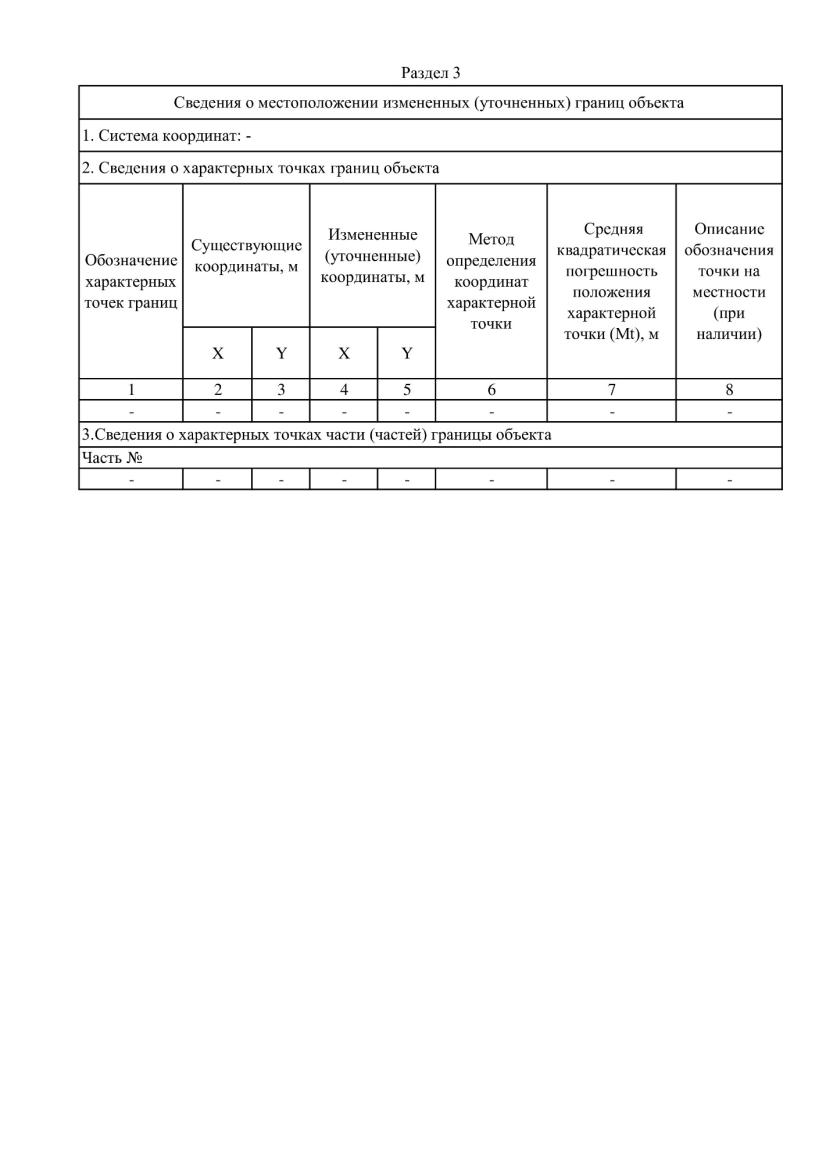 Раздел 3
Сведения о местоположении измененных (уточненных) границ объекта
1. Система координат: -
2. Сведения о характерных точках границ объекта
Обозначение
характерных
точек границ
Существующие
координаты, м
Измененные
(уточненные)
координаты, м
Метод
определения
координат
характерной
точки
Средняя
квадратическая
погрешность
положения
характерной
точки (Mt), м
Описание
обозначения
точки на
местности
(при
наличии)
X Y X Y
1 2 3 4 5 6 7 8
- - - - - - - -
3.Сведения о характерных точках части (частей) границы объекта
Часть №
- - - - - - - -